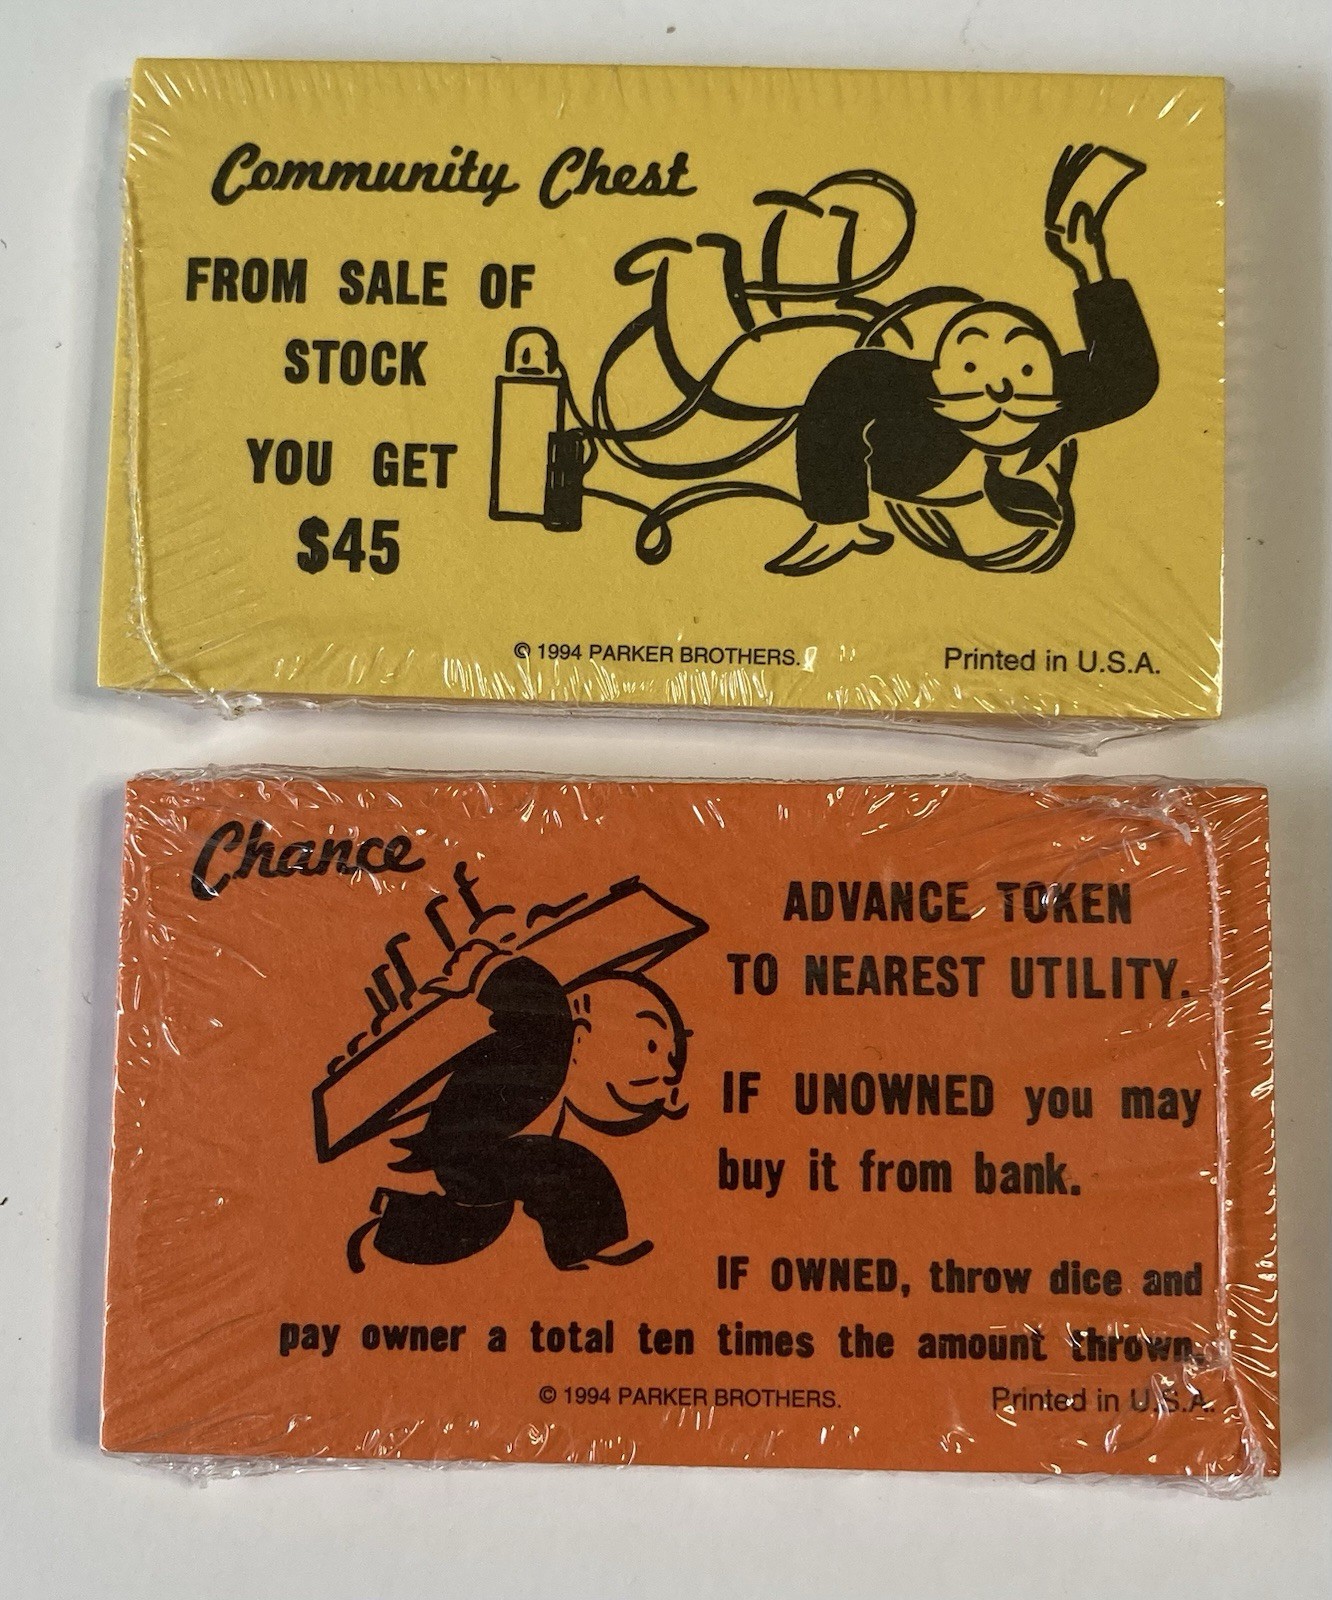 Community Chest
FROM SALE OF
STOCK
YOU GET
$45
© 1994 PARKER BROTHERS.
Printed in U.S.A.
Chance
ADVANCE TOKEN
TO NEAREST UTILITY.
IF UNOWNED you may
buy it from bank.
IF OWNED, throw dice and
pay owner a total ten times the amount thrown.
© 1994 PARKER BROTHERS.
Printed in U.S.A.